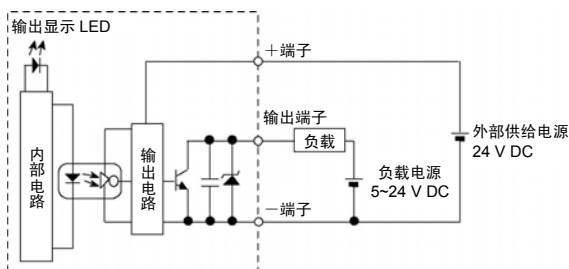 输出显示 LED
＋端子
输出端子
负载
外部供给电源
24 V DC
内部电路
输出电路
负载电源
5~24 V DC
－端子